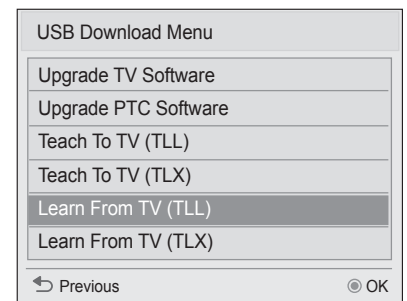 USB Download Menu
Upgrade TV Software
Upgrade PTC Software
Teach To TV (TLL)
Teach To TV (TLX)
Learn From TV (TLL)
Learn From TV (TLX)
Previous OK